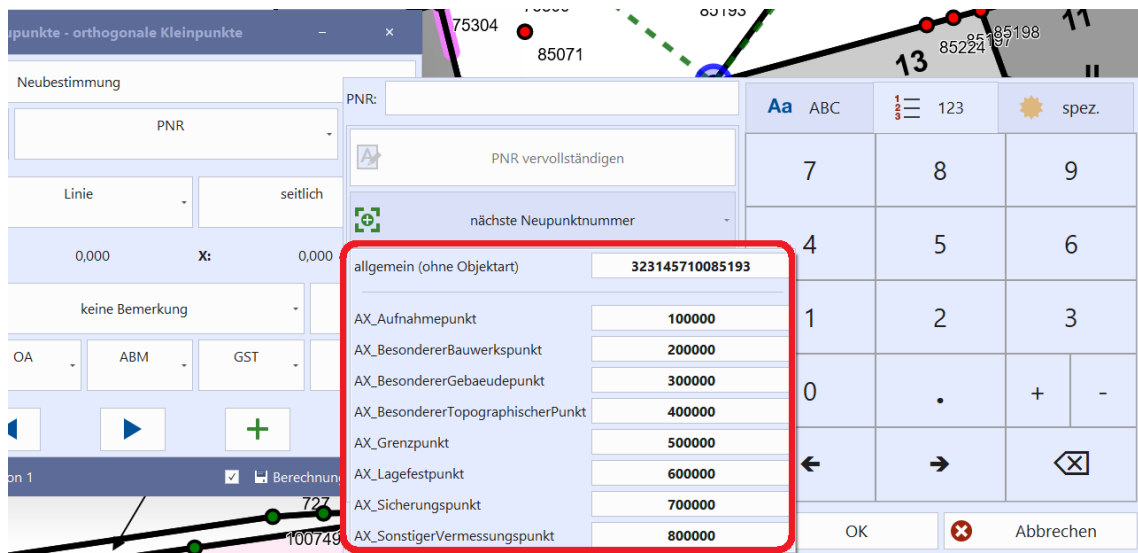 75304
85193
85071
85198
85224
11
13
II
upunkte - orthogonale Kleinpunkte
Neubestimmung
PNR
Linie
seitlich
0,000
X:
0,000
keine Bemerkung
OA
ABM
GST
on 1
Berechnun
727
100749
PNR:
PNR vervollständigen
nächste Neupunktnummer
allgemein (ohne Objektart) 323145710085193
AX_Aufnahmepunkt 100000
AX_BesondererBauwerkspunkt 200000
AX_BesondererGebaeudepunkt 300000
AX_BesondererTopographischerPunkt 400000
AX_Grenzpunkt 500000
AX_Lagefestpunkt 600000
AX_Sicherungspunkt 700000
AX_SonstigerVermessungspunkt 800000
Aa ABC
123
spez.
7 8 9
4 5 6
1 2 3
0 . + -
OK
Abbrechen